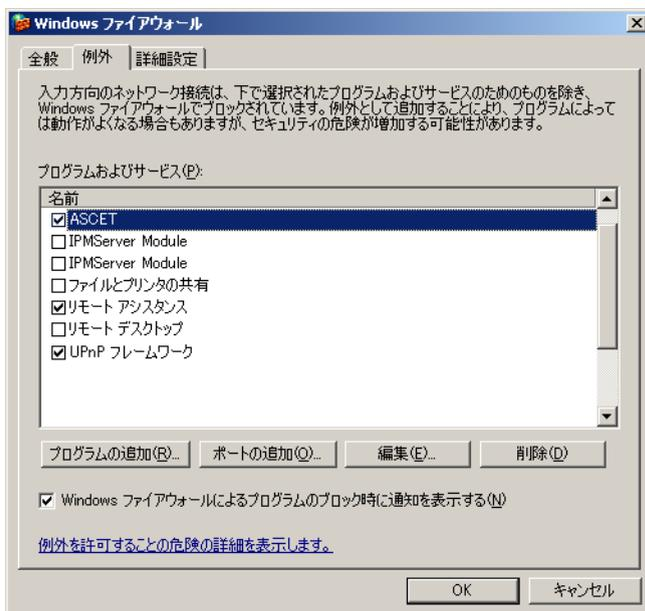 Windows ファイアウォール
全般 例外 詳細設定
入力方向のネットワーク接続は、下で選択されたプログラムおよびサービスのためのものを除き、
Windows ファイアウォールでブロックされています。例外として追加することにより、プログラムによって
は動作がよくなる場合もありますが、セキュリティの危険が増加する可能性があります。
プログラムおよびサービス(P):
名前
ASCET
IPMServer Module
IPMServer Module
ファイルとプリンタの共有
リモート アシスタンス
リモート デスクトップ
UPnP フレームワーク
プログラムの追加(R)... ポートの追加(O)... 編集(E)... 削除(D)
Windows ファイアウォールによるプログラムのブロック時に通知を表示する(N)
例外を許可することの危険の詳細を表示します。
OK キャンセル